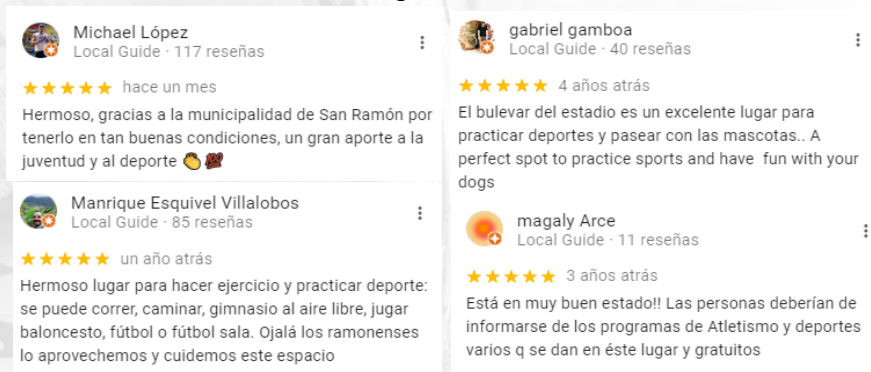 Michael López
Local Guide · 117 reseñas
★★★★★ hace un mes
Hermoso, gracias a la municipalidad de San Ramón por
tenerlo en tan buenas condiciones, un gran aporte a la
juventud y al deporte 👏 💯
Manrique Esquivel Villalobos
Local Guide · 85 reseñas
★★★★★ un año atrás
Hermoso lugar para hacer ejercicio y practicar deporte:
se puede correr, caminar, gimnasio al aire libre, jugar
baloncesto, fútbol o fútbol sala. Ojalá los ramonenses
lo aprovechemos y cuidemos este espacio
gabriel gamboa
Local Guide · 40 reseñas
★★★★★ 4 años atrás
El bulevar del estadio es un excelente lugar para
practicar deportes y pasear con las mascotas.. A
perfect spot to practice sports and have fun with your
dogs
magaly Arce
Local Guide · 11 reseñas
★★★★★ 3 años atrás
Está en muy buen estado!! Las personas deberían de
informarse de los programas de Atletismo y deportes
varios q se dan en éste lugar y gratuitos